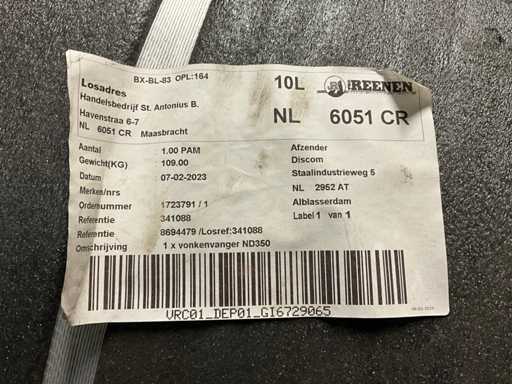 BX-BL-83 OPL:164
10L REENEN
Losadres
Handelsbedrijf St. Antonius B.
Havenstraa 6-7
NL 6051 CR Maasbracht
NL 6051 CR
Aantal 1.00 PAM
Gewicht(KG) 109.00
Datum 07-02-2023
Merken/nrs
Ordernummer 1723791 / 1
Referentie 341088
Referentie 8694479 /Losref:341088
Omschrijving 1 x vonkenvanger ND350
Afzender
Discom
Staalindustrieweg 5
NL 2952 AT
Alblasserdam
Label 1 van 1
VRC01_DEP01_GI6729065